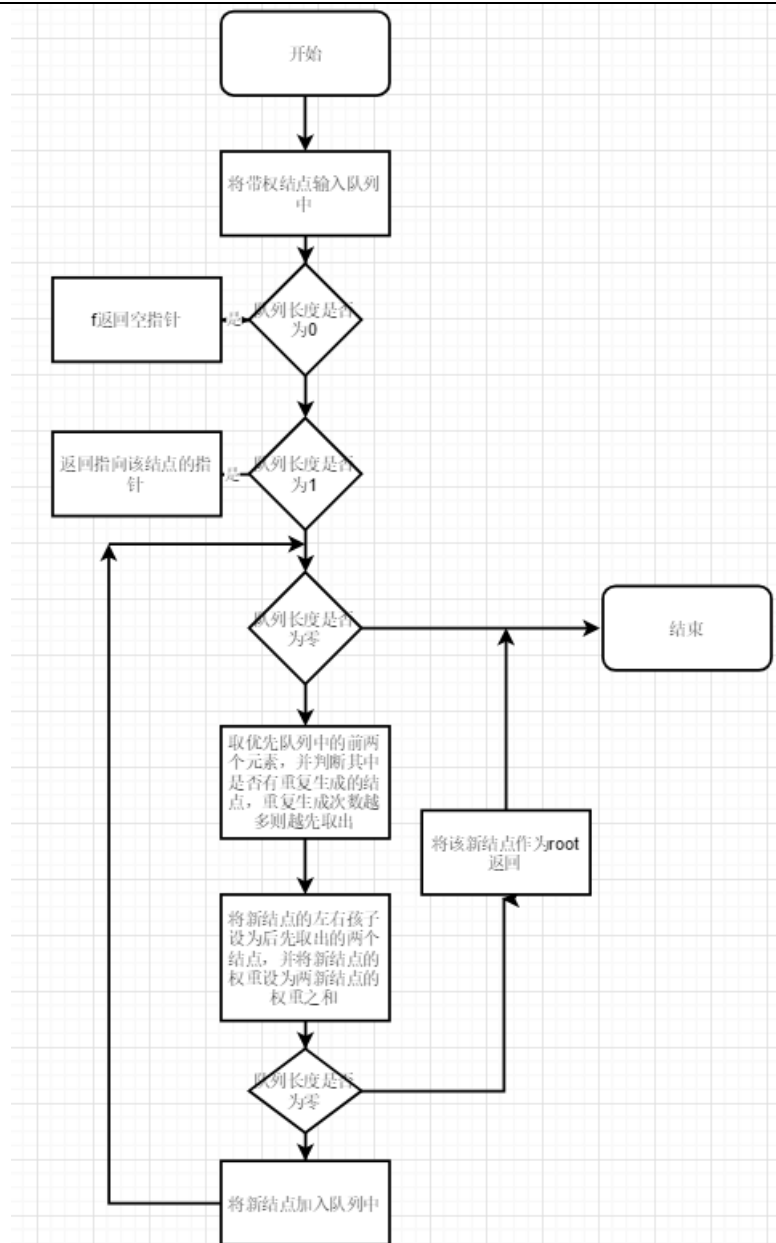 开始
将带权结点输入队列
中
f返回空指针
是
队列长度是否
为0
返回指向该结点的指
针
是
队列长度是否
为1
队列长度是否
为零
结束
取优先队列中的前两
个元素，并判断其中
是否有重复生成的结
点，重复生成次数越
多则越先取出
将该新结点作为root
返回
将新结点的左右孩子
设为后先取出的两个
结点，并将新结点的
权重设为两新结点的
权重之和
队列长度是否
为零
将新结点加入队列中